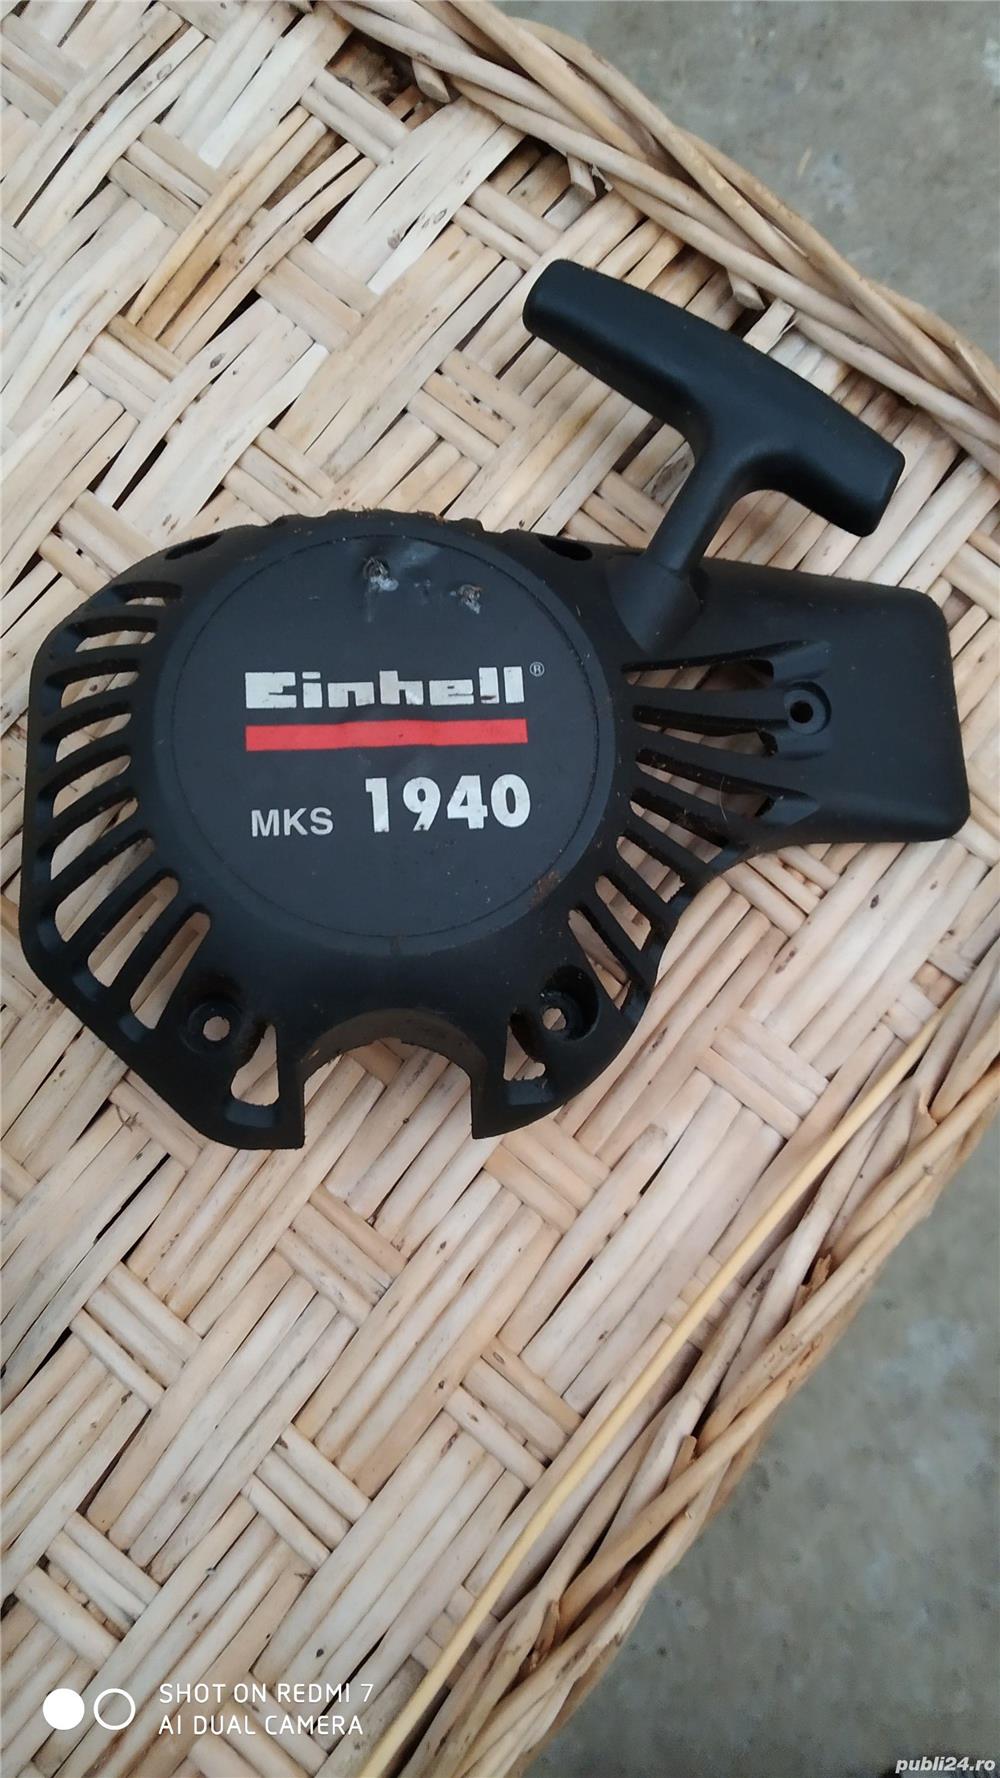 Einhell®
MKS 1940
SHOT ON REDMI 7
AI DUAL CAMERA
publi24.ro